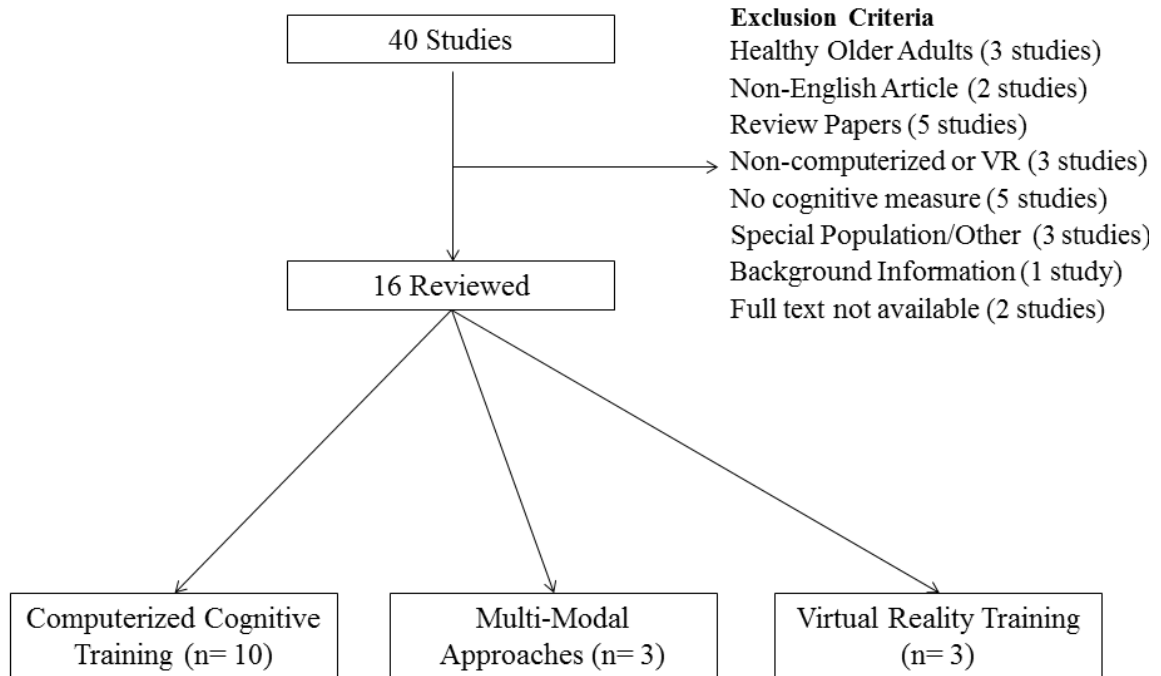 40 Studies
Exclusion Criteria
Healthy Older Adults (3 studies)
Non-English Article (2 studies)
Review Papers (5 studies)
Non-computerized or VR (3 studies)
No cognitive measure (5 studies)
Special Population/Other (3 studies)
Background Information (1 study)
Full text not available (2 studies)
16 Reviewed
Computerized Cognitive
Training (n= 10)
Multi-Modal
Approaches (n= 3)
Virtual Reality Training
(n= 3)